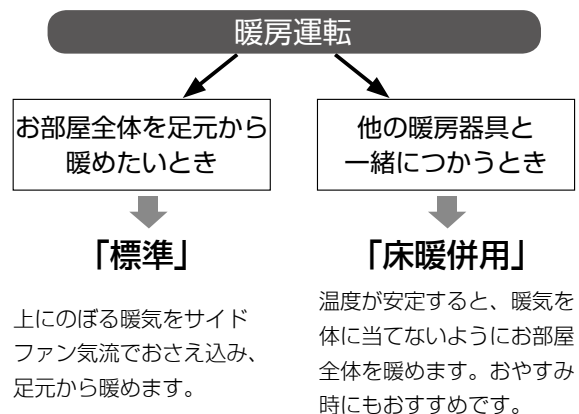 暖房運転
お部屋全体を足元から
暖めたいとき
「標準」
上にのぼる暖気をサイド
ファン気流でおさえ込み、
足元から暖めます。
他の暖房器具と
一緒につかうとき
「床暖併用」
温度が安定すると、暖気を
体に当てないようにお部屋
全体を暖めます。おやすみ
時にもおすすめです。